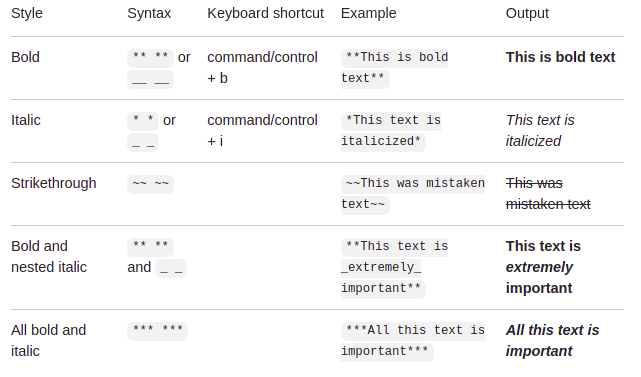 Style Syntax Keyboard shortcut Example Output
Bold ** ** or command/control **This is bold This is bold text
__ __ + b text**
Italic * * or command/control *This text is This text is
_ _ + i italicized* italicized
Strikethrough ~~ ~~ ~~This was mistaken This was
text~~ mistaken text
Bold and ** ** **This text is This text is
nested italic and _ _ _extremely_ extremely
important** important
All bold and *** *** ***All this text is All this text is
italic important*** important